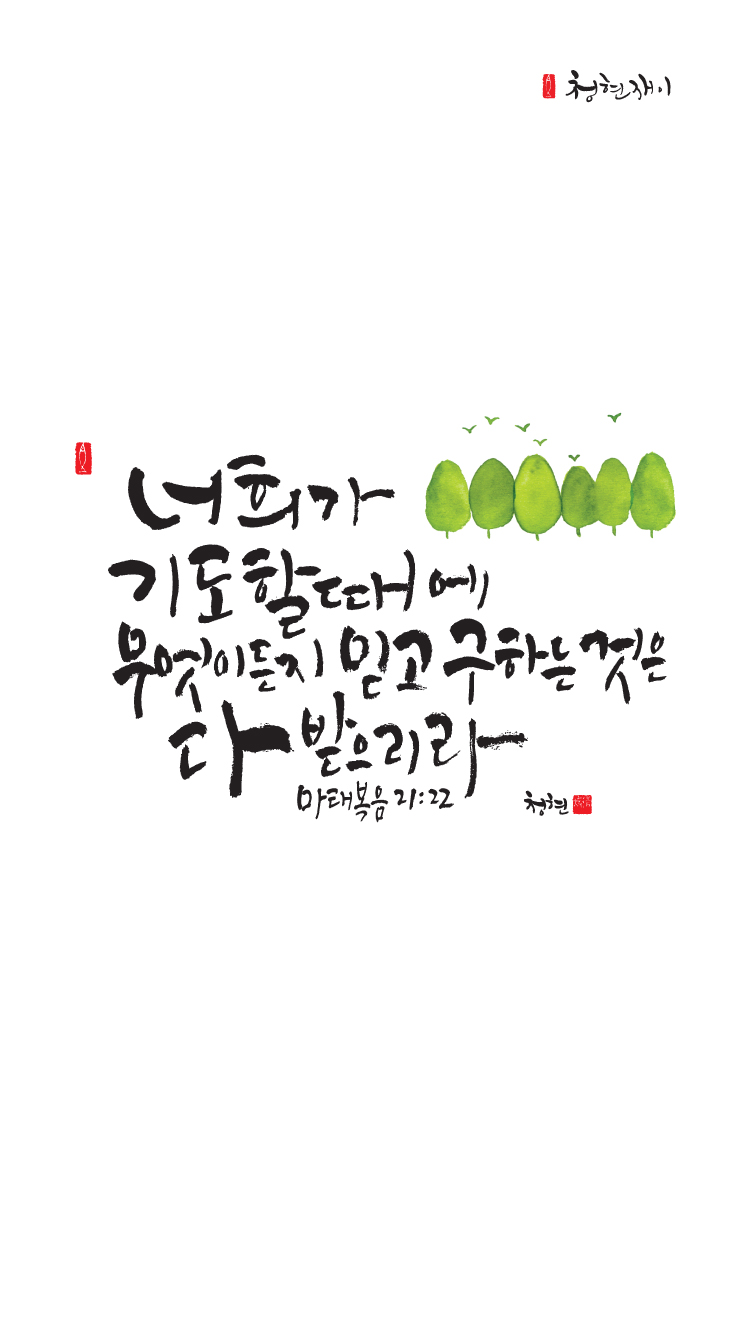 청현재이
너희가
기도할 때에
무엇이든지 믿고 구하는 것은
다 받으리라
마태복음 21:22
청현